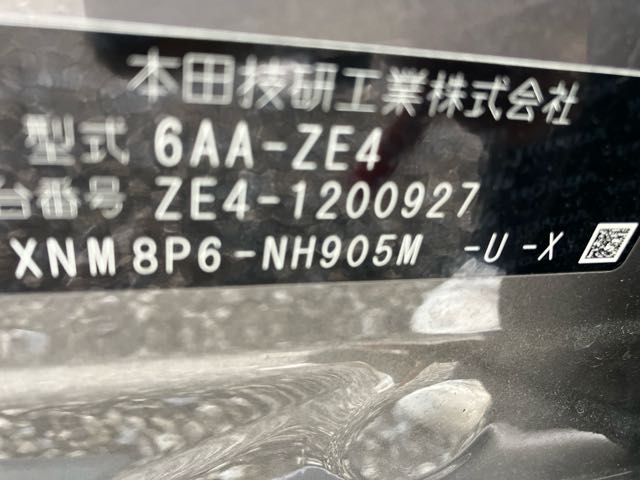 本田技研工業株式会社
型式 6AA-ZE4
台番号 ZE4-1200927
XNM 8P6-NH905M -U -X